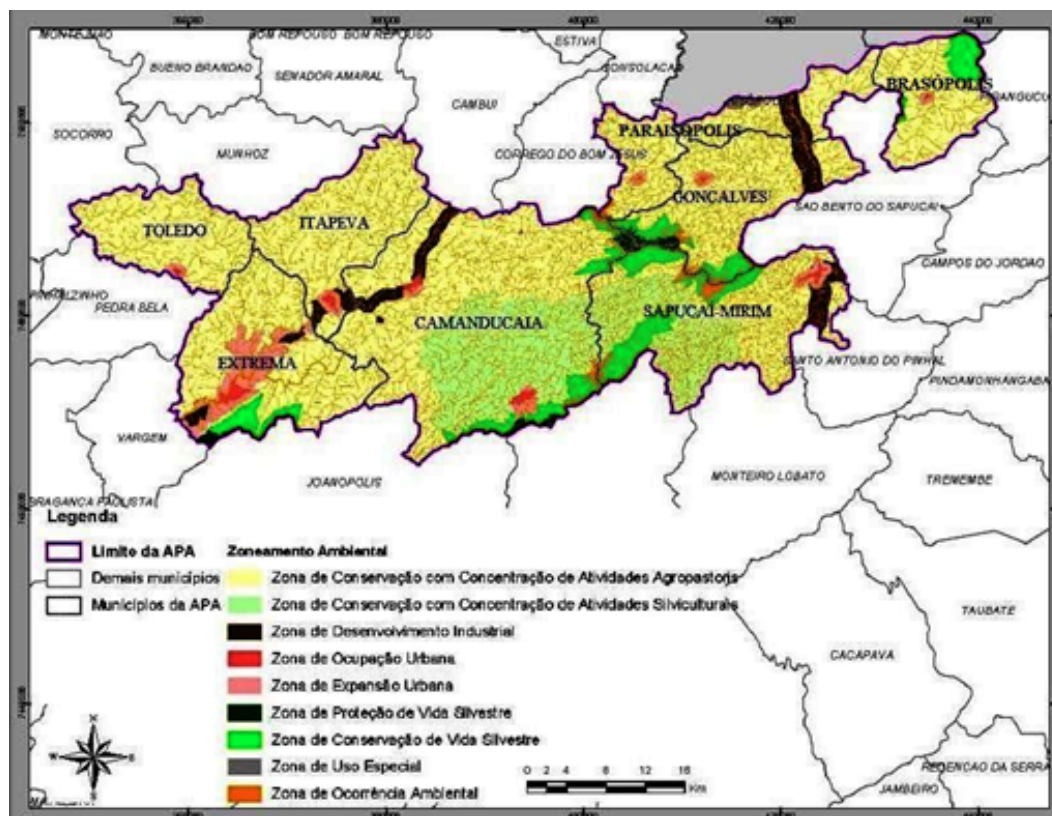 MONTE SIAO
BOM REPOUSO
BOM REPOUSO
ESTIVA
BUENO BRANDAO
SENADOR AMARAL
CONSOLACAO
CAMBUI
BRASÓPOLIS
PIRANGUCU
SOCORRO
MUNHOZ
PARAISÓPOLIS
CORREGO DO BOM JESUS
GONÇALVES
SAO BENTO DO SAPUCAI
TOLEDO
ITAPEVA
CAMPOS DO JORDAO
PINHALZINHO
PEDRA BELA
CAMANDUCAIA
SAPUCAI-MIRIM
EXTREMA
SANTO ANTONIO DO PINHAL
PINDAMONHANGABA
VARGEM
JOANOPOLIS
MONTEIRO LOBATO
TREMEMBE
BRAGANCA PAULISTA
Legenda
Limite da APA
Demais municípios
Municípios da APA
Zoneamento Ambiental
Zona de Conservação com Concentração de Atividades Agropastoris
Zona de Conservação com Concentração de Atividades Silviculturais
Zona de Desenvolvimento Industrial
Zona de Ocupação Urbana
Zona de Expansão Urbana
Zona de Proteção de Vida Silvestre
Zona de Conservação de Vida Silvestre
Zona de Uso Especial
Zona de Ocorrência Ambiental
TAUBATE
CACAPAVA
REDENCAO DA SERRA
JAMBEIRO
N
W E
S
0 2 4 8 12 16
Km